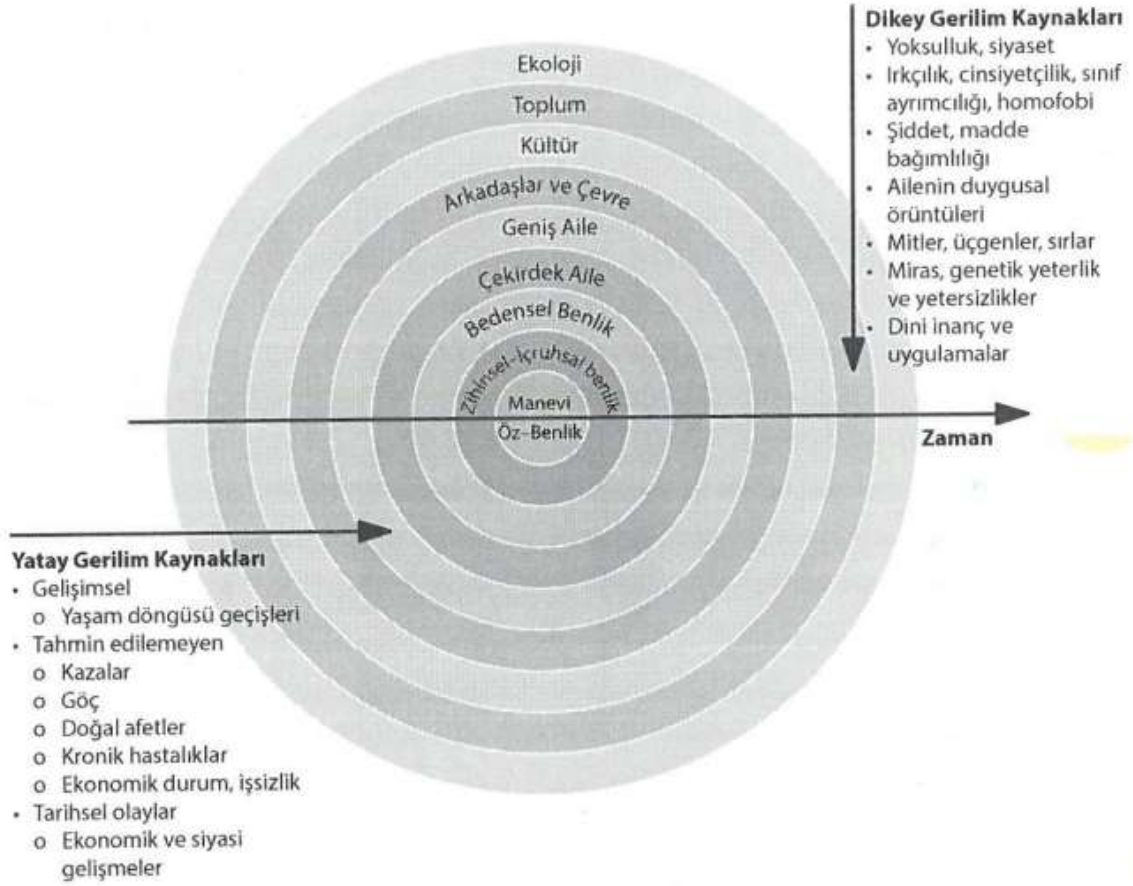 Dikey Gerilim Kaynakları
• Yoksulluk, siyaset
• Irkçılık, cinsiyetçilik, sınıf
ayrımcılığı, homofobi
• Şiddet, madde
bağımlılığı
• Ailenin duygusal
örüntüleri
• Mitler, üçgenler, sırlar
• Miras, genetik yeterlik
ve yetersizlikler
• Dini inanç ve
uygulamalar
Ekoloji
Toplum
Kültür
Arkadaşlar ve Çevre
Geniş Aile
Çekirdek Aile
Bedensel Benlik
Zihinsel-içruhsal benlik
Manevi
Öz-Benlik
Zaman
Yatay Gerilim Kaynakları
• Gelişimsel
o Yaşam döngüsü geçişleri
• Tahmin edilemeyen
o Kazalar
o Göç
o Doğal afetler
o Kronik hastalıklar
o Ekonomik durum, işsizlik
• Tarihsel olaylar
o Ekonomik ve siyasi
gelişmeler